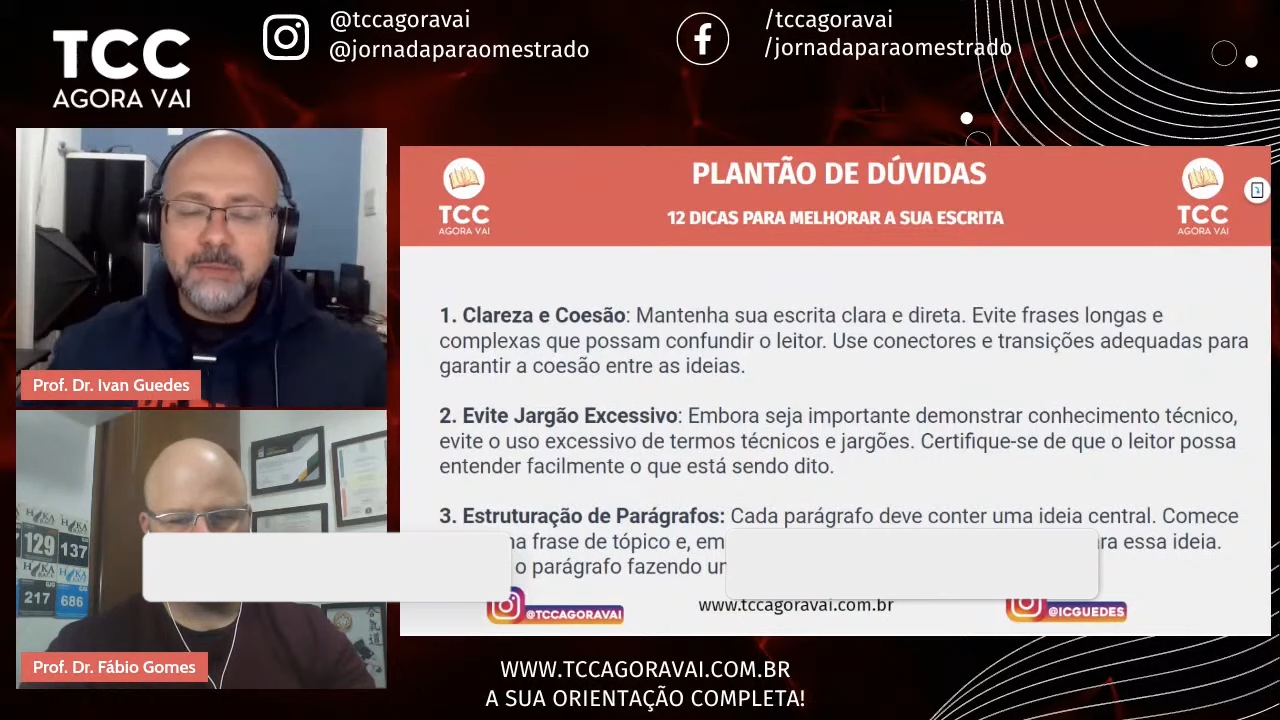 TCC
AGORA VAI
@tccagoravai
@jornadaparaomestrado
/tccagoravai
/jornadaparaomestrado
Prof. Dr. Ivan Guedes
129
137
217
686
Prof. Dr. Fábio Gomes
TCC
AGORA VAI
PLANTÃO DE DÚVIDAS
12 DICAS PARA MELHORAR A SUA ESCRITA
TCC
AGORA VAI
1. Clareza e Coesão: Mantenha sua escrita clara e direta. Evite frases longas e
complexas que possam confundir o leitor. Use conectores e transições adequadas para
garantir a coesão entre as ideias.
2. Evite Jargão Excessivo: Embora seja importante demonstrar conhecimento técnico,
evite o uso excessivo de termos técnicos e jargões. Certifique-se de que o leitor possa
entender facilmente o que está sendo dito.
3. Estruturação de Parágrafos: Cada parágrafo deve conter uma ideia central. Comece
frase de tópico e, essa ideia.
o parágrafo fazendo
@TCCAGORAVAI
www.tccagoravai.com.br
@ICGUEDES
WWW.TCCAGORAVAI.COM.BR
A SUA ORIENTAÇÃO COMPLETA!